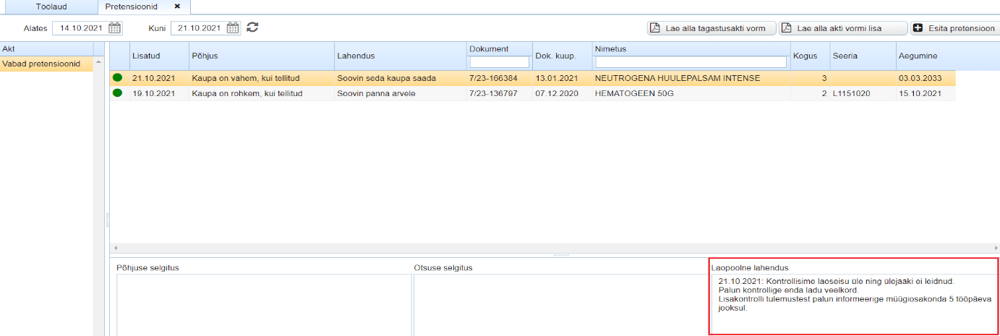 Toolaud Pretensioonid ×
Alates 14.10.2021 Kuni 21.10.2021 Lae alla tagastusakti vorm Lae alla akti vormi lisa Esita pretensioon
Akt
Vabad pretensioonid
Lisatud Põhjus Lahendus Dokument Dok. kuup. Nimetus Kogus Seeria Aegumine
21.10.2021 Kaupa on vähem, kui tellitud Soovin seda kaupa saada 7/23-166384 13.01.2021 NEUTROGENA HUULEPALSAM INTENSE 3 03.03.2033
19.10.2021 Kaupa on rohkem, kui tellitud Soovin panna arvele 7/23-136797 07.12.2020 HEMATOGEEN 50G 2 L1151020 15.10.2021
Põhjuse selgitus Otsuse selgitus Laopoolne lahendus
21.10.2021: Kontrollisime laoseisu üle ning ülejääki ei leidnud.
Palun kontrollige enda ladu veelkord.
Lisakontrolli tulemustest palun informeerige müügiosakonda 5 tööpäeva
jooksul.